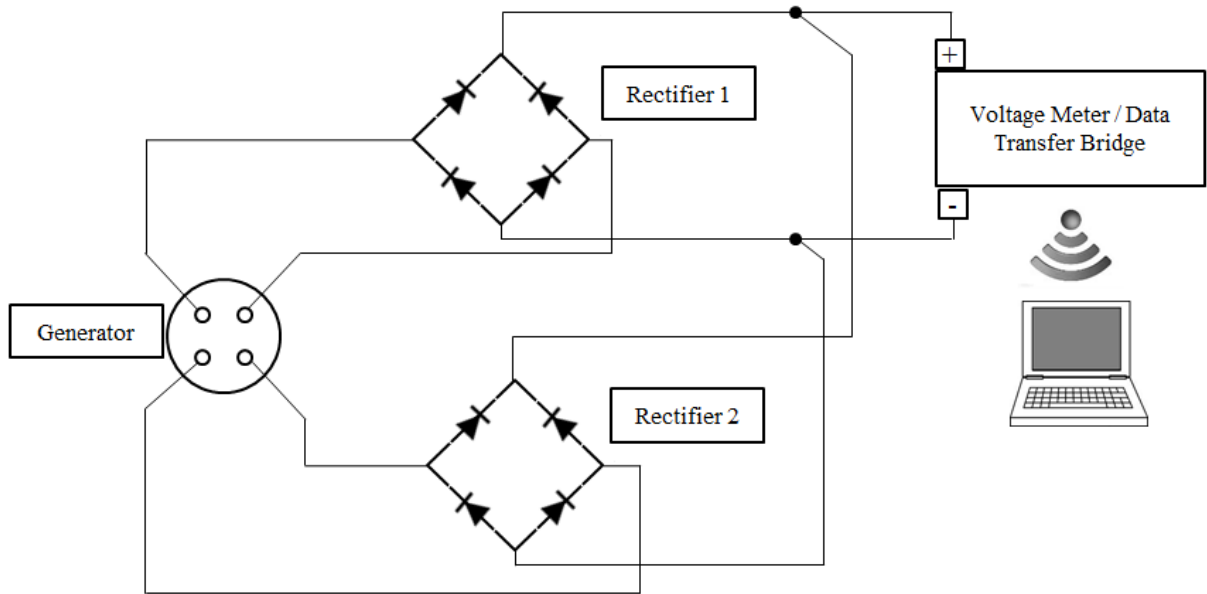 Rectifier 1
+
Voltage Meter / Data
Transfer Bridge
-
Generator
Rectifier 2